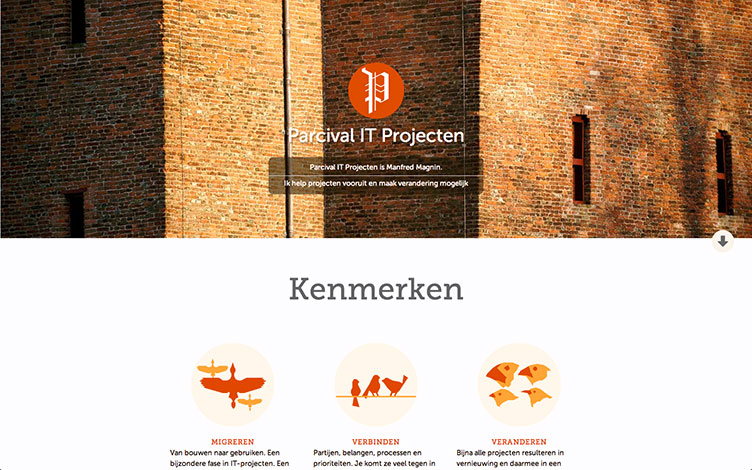 P
Parcival IT Projecten
Parcival IT Projecten is Manfred Magnin.
Ik help projecten vooruit en maak verandering mogelijk
Kenmerken
MIGREREN
Van bouwen naar gebruiken. Een
bijzondere fase in IT-projecten. Een
VERBINDEN
Partijen, belangen, processen en
prioriteiten. Je komt ze veel tegen in
VERANDEREN
Bijna alle projecten resulteren in
vernieuwing en daarmee in een